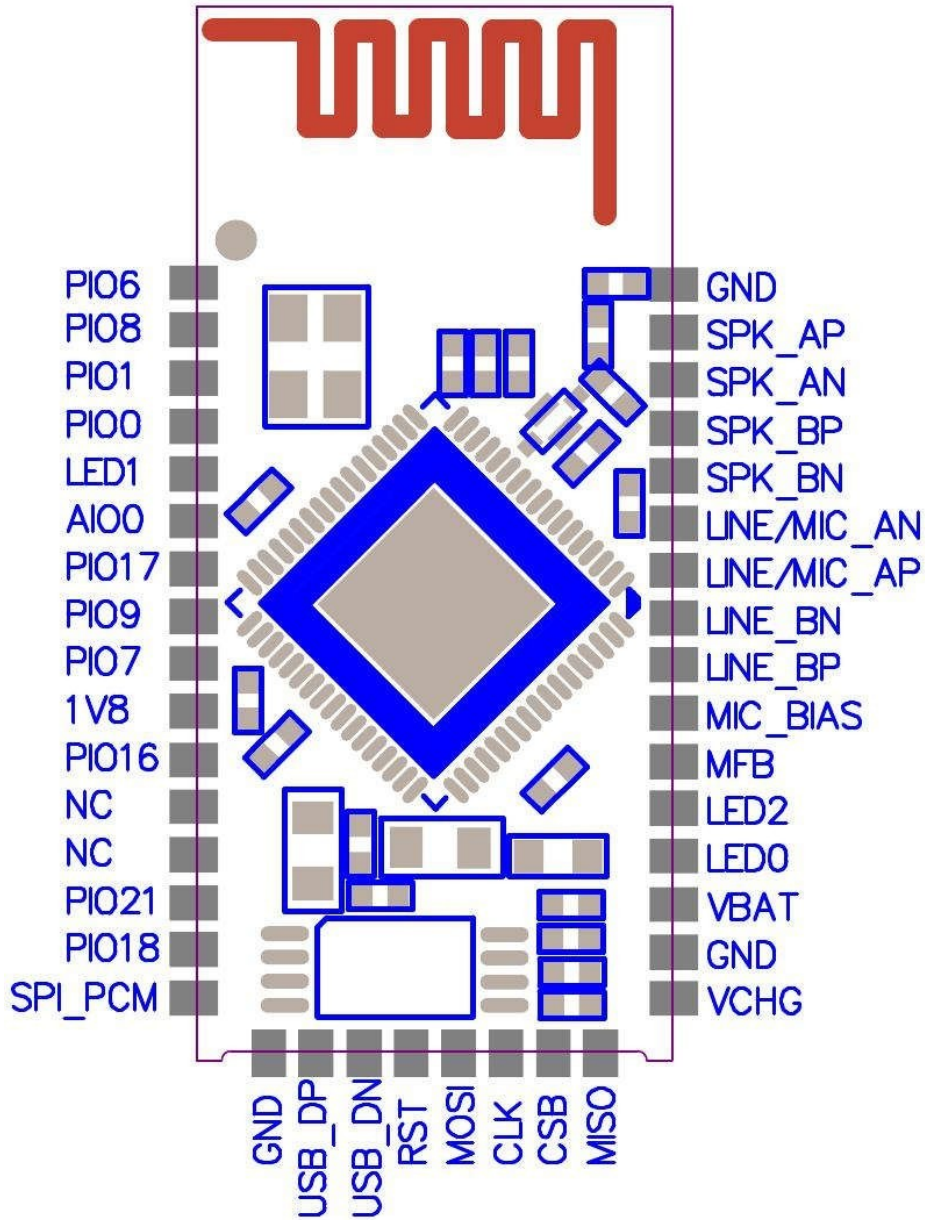 PIO6
PIO8
PIO1
PIO0
LED1
AIO0
PIO17
PIO9
PIO7
1V8
PIO16
NC
NC
PIO21
PIO18
SPI_PCM
GND
SPK_AP
SPK_AN
SPK_BP
SPK_BN
LINE/MIC_AN
LINE/MIC_AP
LINE_BN
LINE_BP
MIC_BIAS
MFB
LED2
LED0
VBAT
GND
VCHG
GND
USB_DP
USB_DN
RST
MOSI
CLK
CSB
MISO